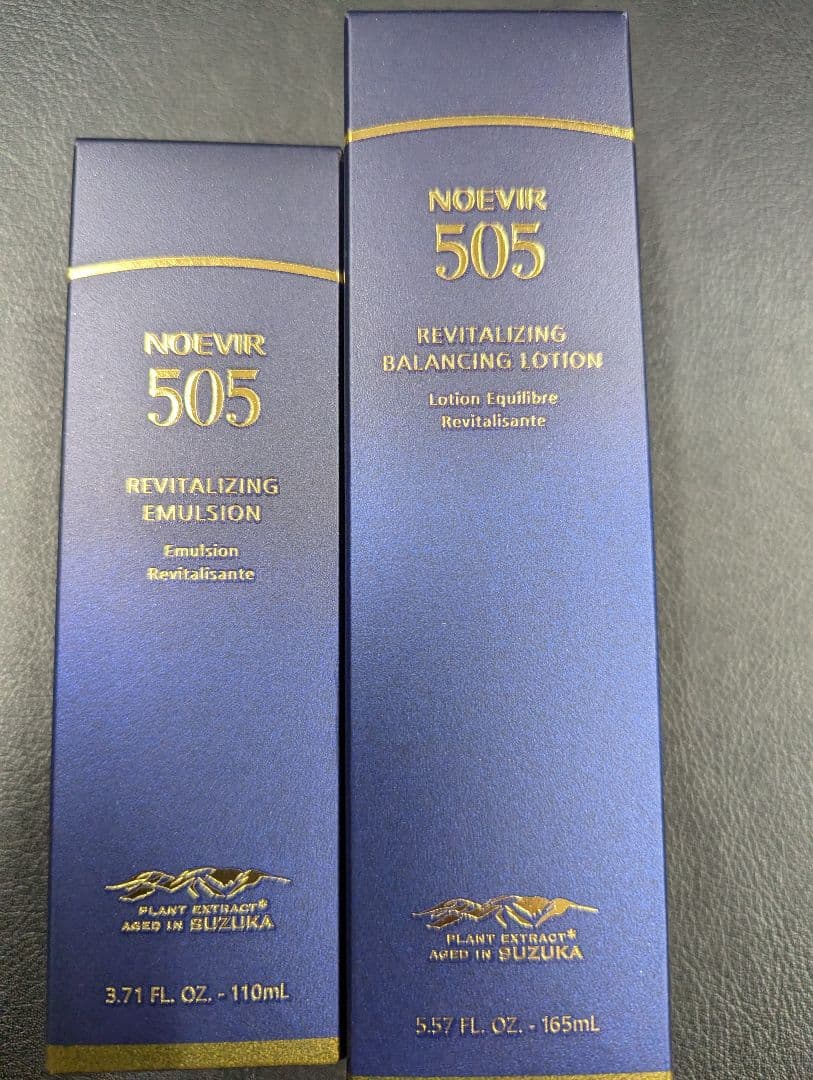 NOEVIR
505
REVITALIZING
EMULSION
Emulsion
Revitalisante
PLANT EXTRACT*
AGED IN SUZUKA
3.71 FL. OZ. - 110mL
NOEVIR
505
REVITALIZING
BALANCING LOTION
Lotion Equilibre
Revitalisante
PLANT EXTRACT*
AGED IN SUZUKA
5.57 FL. OZ. - 165mL